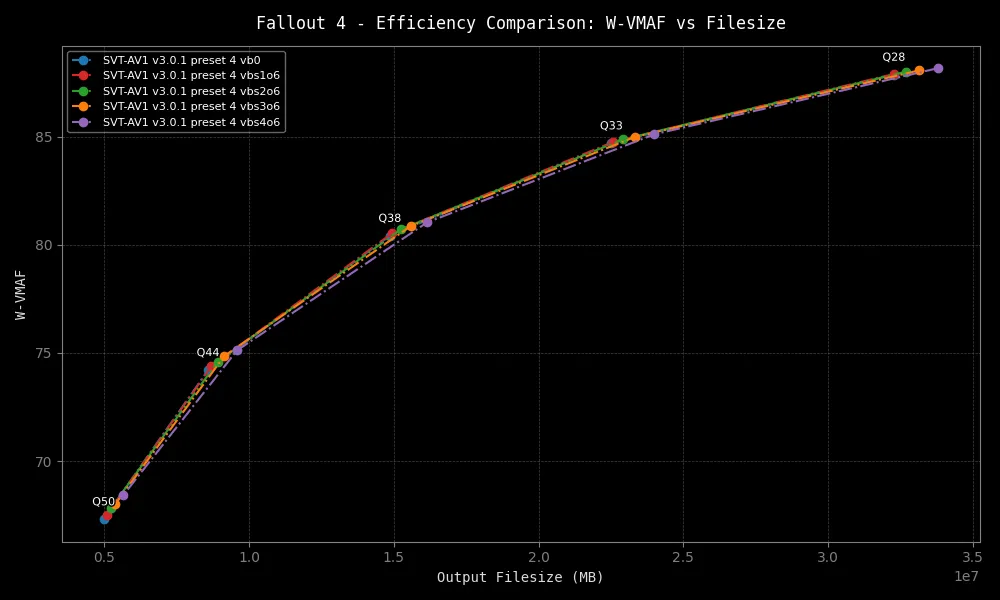 Fallout 4 - Efficiency Comparison: W-VMAF vs Filesize
SVT-AV1 v3.0.1 preset 4 vb0
SVT-AV1 v3.0.1 preset 4 vbs1o6
SVT-AV1 v3.0.1 preset 4 vbs2o6
SVT-AV1 v3.0.1 preset 4 vbs3o6
SVT-AV1 v3.0.1 preset 4 vbs4o6
Q28
Q33
Q38
Q44
Q50
85
80
75
70
W-VMAF
0.5 1.0 1.5 2.0 2.5 3.0 3.5
1e7
Output Filesize (MB)